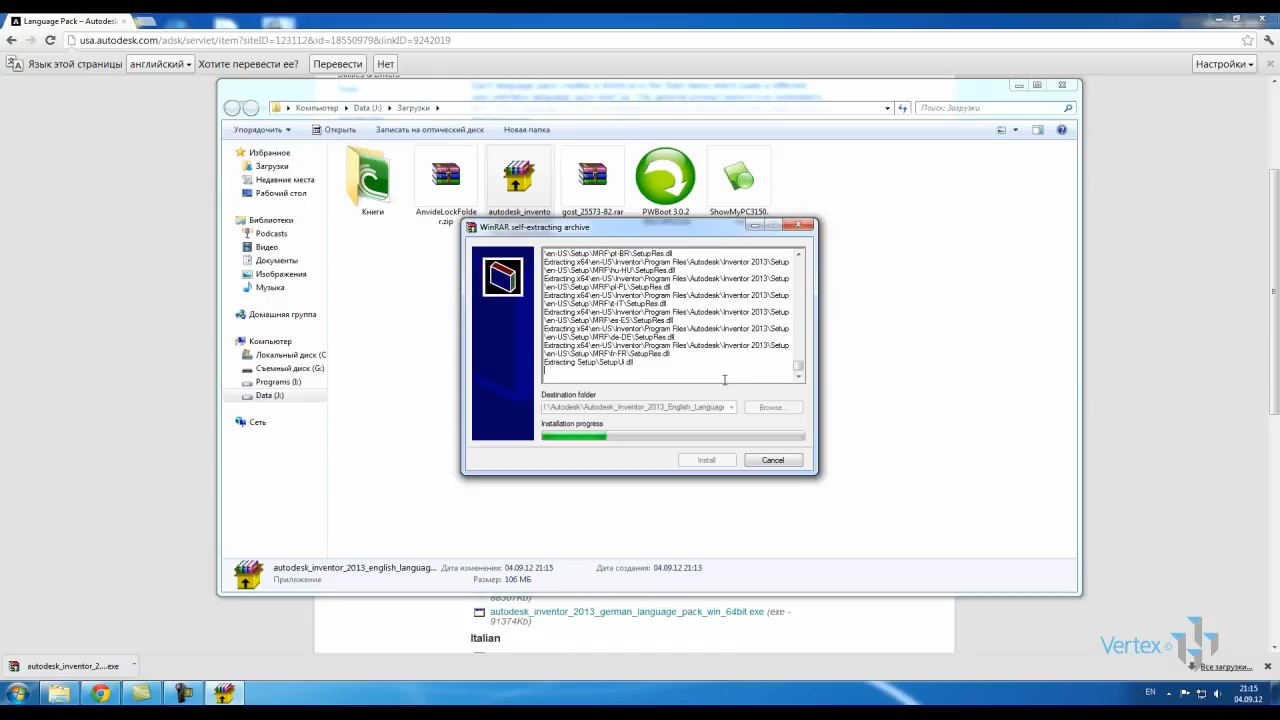 Language Pack – Autodes
usa.autodesk.com/adsk/servlet/item?siteID=123112&id=18550979&linkID=9242019
Язык этой страницы английский Хотите перевести ее? Перевести Нет Настройки
Компьютер Data (J:) Загрузки Поиск: Загрузки
Упорядочить Открыть Записать на оптический диск Новая папка
Избранное
Загрузки
Недавние места
Рабочий стол
Библиотеки
Podcasts
Видео
Документы
Изображения
Музыка
Домашняя группа
Компьютер
Локальный диск (C
Съемный диск (G:)
Programs (I:)
Data (J:)
Сеть
Книги
AnvideLockFolde
r.zip
autodesk_invento
gost_25573-82.rar
PWBoot 3.0.2
ShowMyPC3150.
WinRAR self-extracting archive
\en-US\Setup\MRF\pt-BR\SetupRes.dll
Extracting x64\en-US\Inventor\Program Files\Autodesk\Inventor 2013\Setup
\en-US\Setup\MRF\hu-HU\SetupRes.dll
Extracting x64\en-US\Inventor\Program Files\Autodesk\Inventor 2013\Setup
\en-US\Setup\MRF\pl-PL\SetupRes.dll
Extracting x64\en-US\Inventor\Program Files\Autodesk\Inventor 2013\Setup
\en-US\Setup\MRF\it-IT\SetupRes.dll
Extracting x64\en-US\Inventor\Program Files\Autodesk\Inventor 2013\Setup
\en-US\Setup\MRF\es-ES\SetupRes.dll
Extracting x64\en-US\Inventor\Program Files\Autodesk\Inventor 2013\Setup
\en-US\Setup\MRF\de-DE\SetupRes.dll
Extracting x64\en-US\Inventor\Program Files\Autodesk\Inventor 2013\Setup
\en-US\Setup\MRF\fr-FR\SetupRes.dll
Extracting Setup\SetupUi.dll
Destination folder
I:\Autodesk\Autodesk_Inventor_2013_English_Language
Browse...
Installation progress
Install Cancel
autodesk_inventor_2013_english_languag... Дата изменения: 04.09.12 21:15 Дата создания: 04.09.12 21:13
Приложение Размер: 106 МБ
autodesk_inventor_2013_german_language_pack_win_64bit.exe (exe -
91374Kb)
Italian
Vertex
autodesk_inventor_2....exe
Все загрузки...
EN 21:15
04.09.12